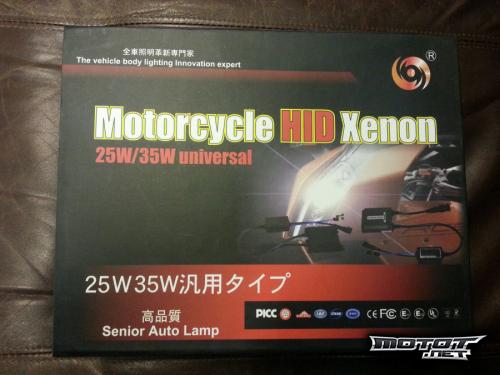 全車照明革新専門家
The vehicle body lighting Innovation expert
®
Motorcycle HID Xenon
25W/35W universal
25W35W汎用タイプ
高品質
Senior Auto Lamp
PICC
CE FC E UL
MOTOT
.NET